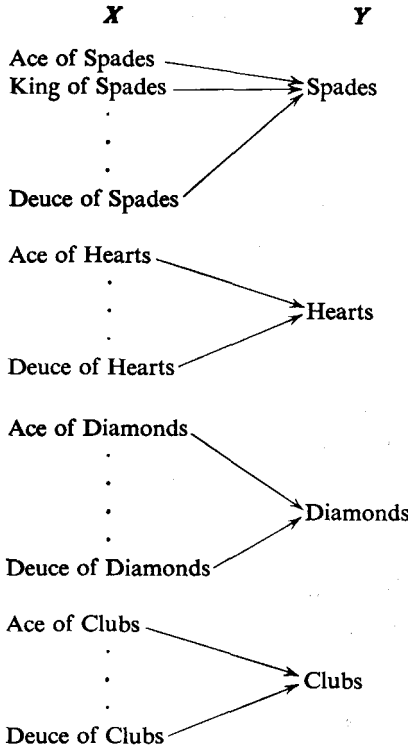 X Y
Ace of Spades
King of Spades Spades
Deuce of Spades
Ace of Hearts
Hearts
Deuce of Hearts
Ace of Diamonds
Diamonds
Deuce of Diamonds
Ace of Clubs
Clubs
Deuce of Clubs